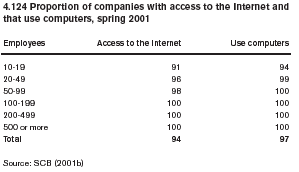 4.124 Proportion of companies with access to the Internet and
that use computers, spring 2001
Employees Access to the Internet Use computers
10-19 91 94
20-49 96 99
50-99 98 100
100-199 100 100
200-499 100 100
500 or more 100 100
Total 94 97
Source: SCB (2001b)